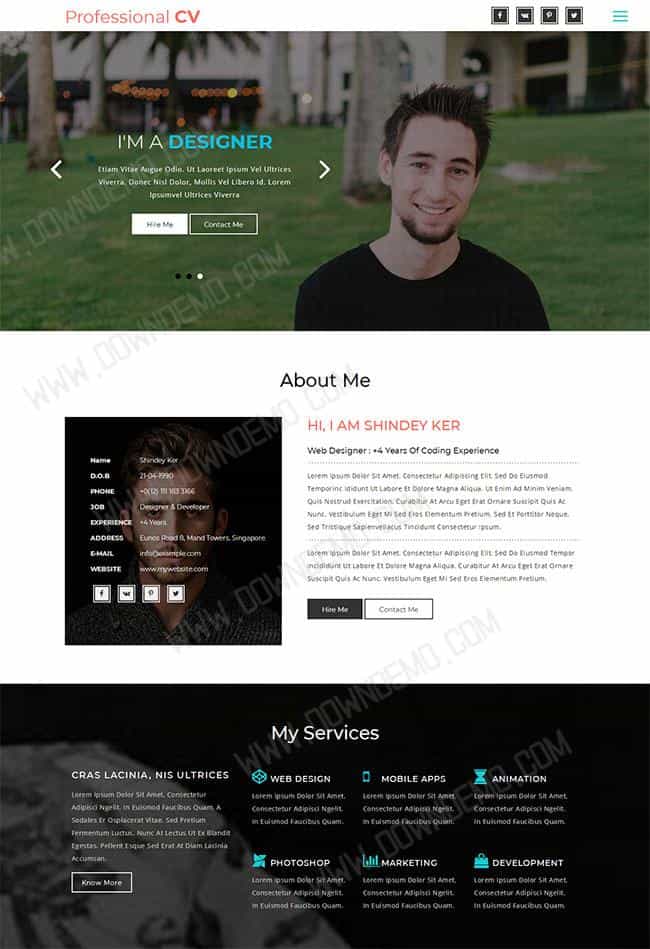 Professional CV
I'M A DESIGNER
Etiam Vitae Augue Odio. Ut Laoreet Ipsum Vel Ultrices
Viverra. Donec Nisl Dolor, Mollis Vel Libero Id. Lorem
Ipsumvel Ultrices Viverra
Hire Me
Contact Me
About Me
Name Shindey Ker
D.O.B 21-04-1990
PHONE +0(12) 111 163 3166
JOB Designer & Developer
EXPERIENCE +4 Years
ADDRESS Eunos Road 8, Mand Towers, Singapore
E-MAIL info@example.com
WEBSITE www.mywebsite.com
HI, I AM SHINDEY KER
Web Designer : +4 Years Of Coding Experience
Lorem Ipsum Dolor Sit Amet, Consectetur Adipiscing Elit, Sed Do Eiusmod
Temporinc Ididunt Ut Labore Et Dolore Magna Aliqua. Ut Enim Ad Minim Veniam,
Quis Nostrud Exercitation. Curabitur At Arcu Eget Erat Ornare Suscipit Quis Ac
Nunc. Vestibulum Eget Mi Sed Eros Elementum Pretium. Sed Et Porttitor Neque,
Sed Tristique Sapienvellacus Tincidunt Consectetur Ipsum.
Lorem Ipsum Dolor Sit Amet, Consectetur Adipiscing Elit, Sed Do Eiusmod Tempor
Incididunt Ut Labore Et Dolore Magna Aliqua. Curabitur At Arcu Eget Erat Ornare
Suscipit Quis Ac Nunc. Vestibulum Eget Mi Sed Eros Elementum Pretium.
Hire Me
Contact Me
My Services
CRAS LACINIA, NIS ULTRICES
Lorem Ipsum Dolor Sit Amet, Consectetur
Adipisci Ngelit. In Euismod Faucibus Quam, A
Sodales Er Osplacerat Vitae. Sed Pretium
Fermentum Luctus. Nunc At Lectus Ut Ex Blandit
Egestas. Pellent Esque Sed Erat At Diam Lacinia
Accumsan.
Know More
WEB DESIGN
Lorem Ipsum Dolor Sit Amet,
Consectetur Adipisci Ngelit.
In Euismod Faucibus Quam.
MOBILE APPS
Lorem Ipsum Dolor Sit Amet,
Consectetur Adipisci Ngelit.
In Euismod Faucibus Quam.
ANIMATION
Lorem Ipsum Dolor Sit Amet,
Consectetur Adipisci Ngelit.
In Euismod Faucibus Quam.
PHOTOSHOP
Lorem Ipsum Dolor Sit Amet,
Consectetur Adipisci Ngelit.
In Euismod Faucibus Quam.
MARKETING
Lorem Ipsum Dolor Sit Amet,
Consectetur Adipisci Ngelit.
In Euismod Faucibus Quam.
DEVELOPMENT
Lorem Ipsum Dolor Sit Amet,
Consectetur Adipisci Ngelit.
In Euismod Faucibus Quam.
WWW.DOWNDEMO.COM
WWW.DOWNDEMO.COM
WWW.DOWNDEMO.COM
WWW.DOWNDEMO.COM
WWW.DOWNDEMO.COM